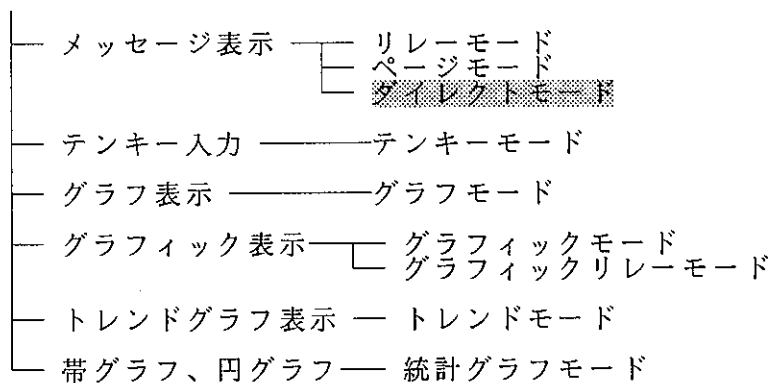 メッセージ表示 リレーモード
ページモード
ダイレクトモード
テンキー入力 テンキーモード
グラフ表示 グラフモード
グラフィック表示 グラフィックモード
グラフィックリレーモード
トレンドグラフ表示 トレンドモード
帯グラフ、円グラフ 統計グラフモード